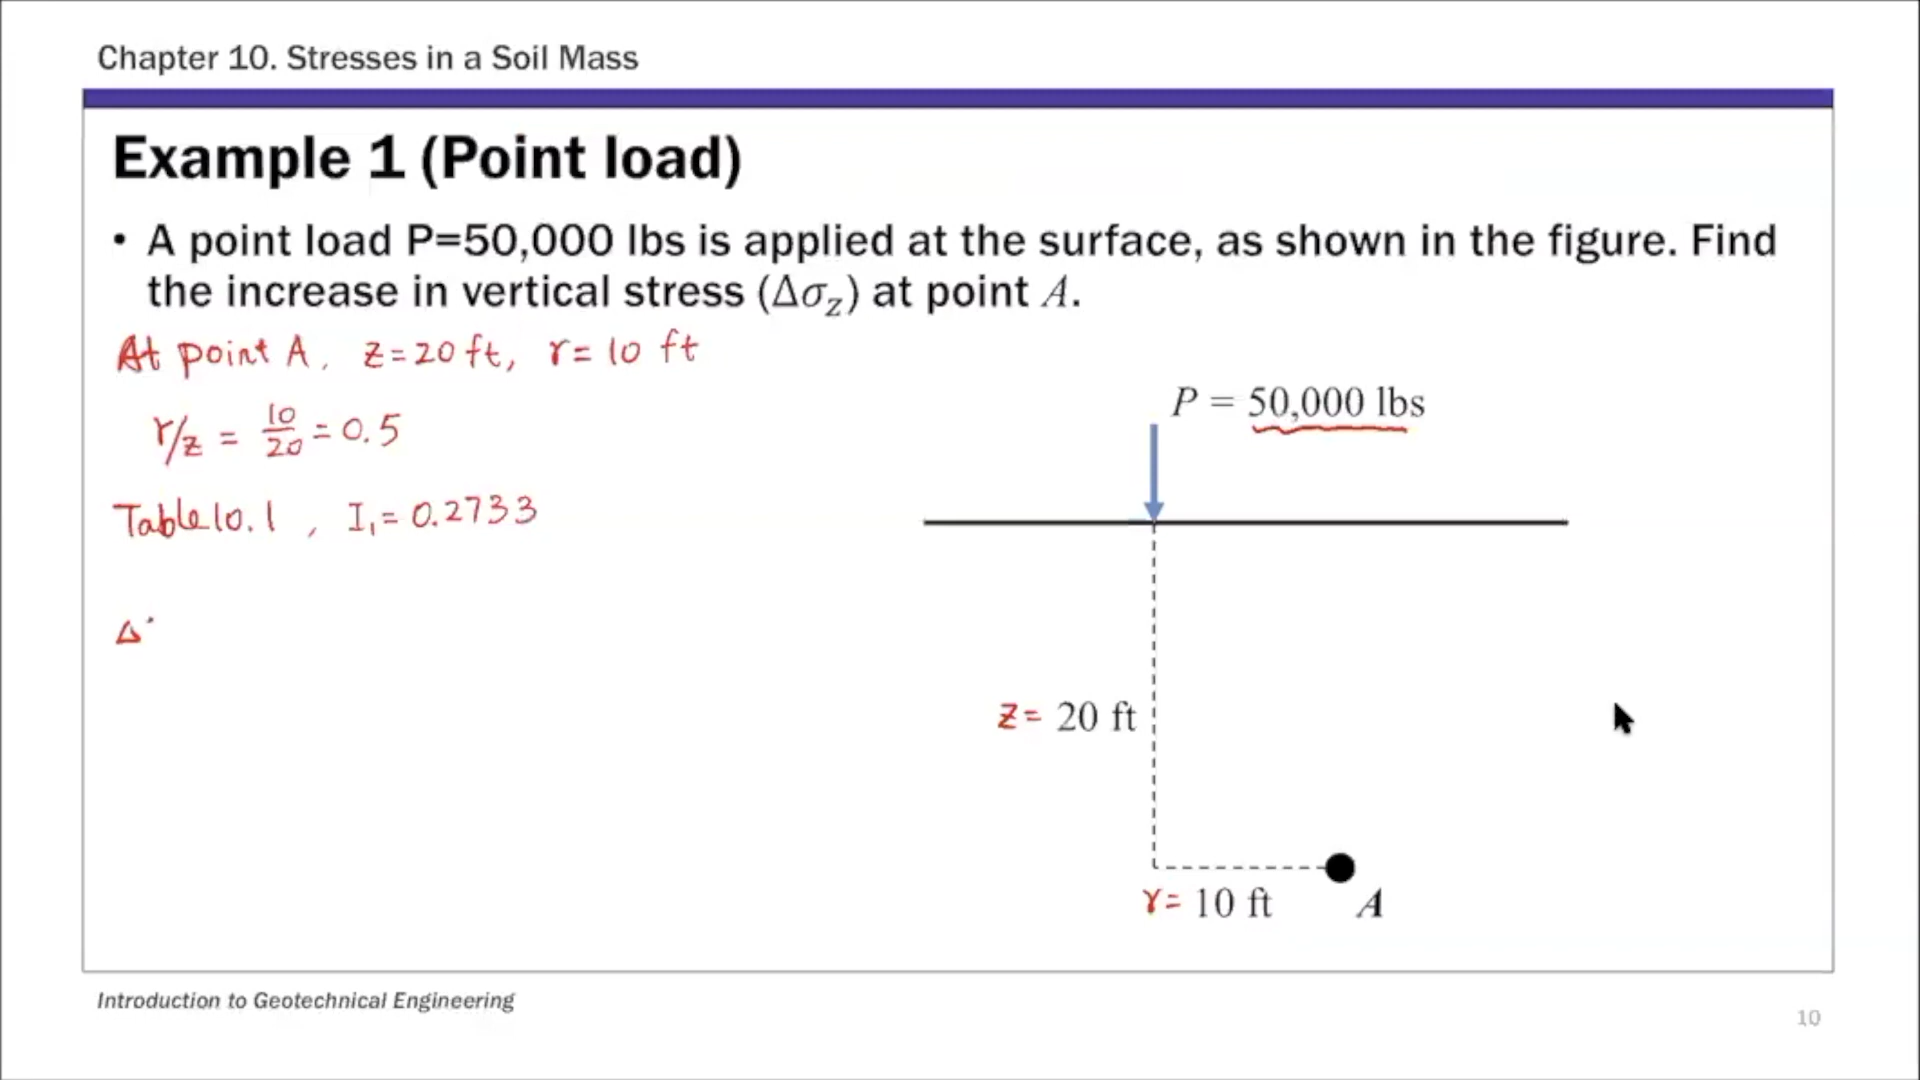 Chapter 10. Stresses in a Soil Mass
Example 1 (Point load)
• A point load P=50,000 lbs is applied at the surface, as shown in the figure. Find
the increase in vertical stress (Δσz) at point A.
At point A, z=20 ft, r= 10 ft
r/z = 10/20 = 0.5
Table 10.1 , I₁= 0.2733
Δ
P = 50,000 lbs
z= 20 ft
r= 10 ft
A
Introduction to Geotechnical Engineering
10